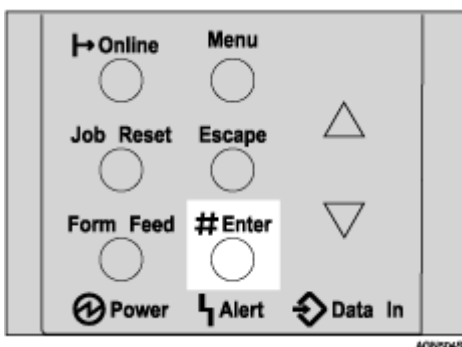 Online Menu
Job Reset Escape
Form Feed # Enter
Power Alert Data In